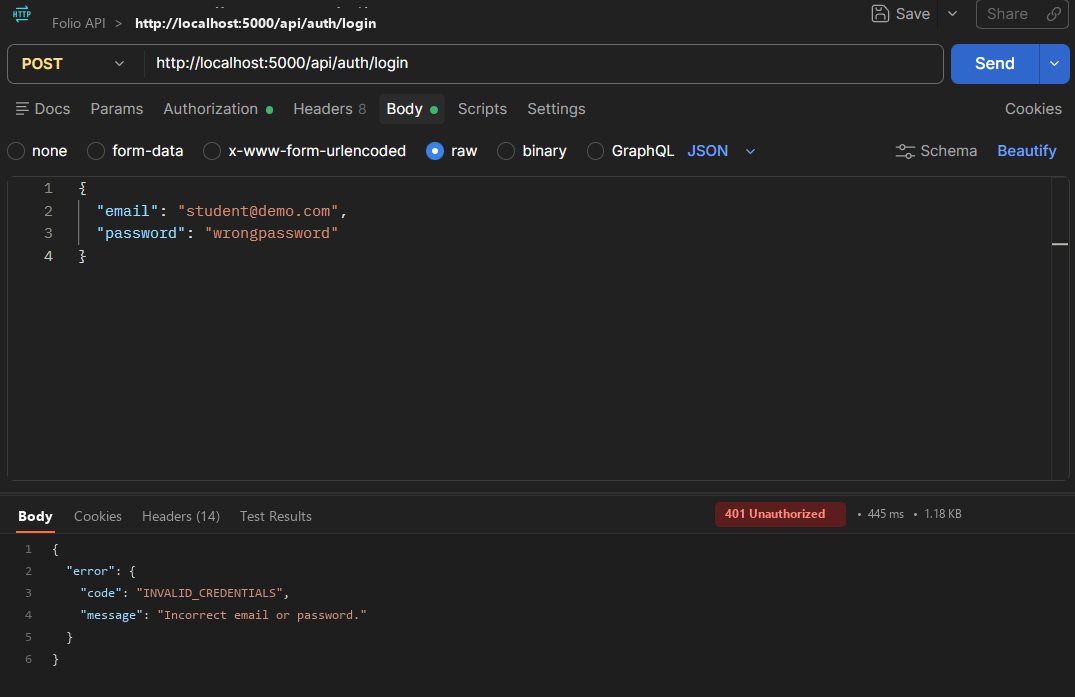 HTTP Folio API > http://localhost:5000/api/auth/login Save Share
POST http://localhost:5000/api/auth/login Send
Docs Params Authorization Headers 8 Body Scripts Settings Cookies
none form-data x-www-form-urlencoded raw binary GraphQL JSON Schema Beautify
1 {
2 "email": "student@demo.com",
3 "password": "wrongpassword"
4 }
Body Cookies Headers (14) Test Results 401 Unauthorized • 445 ms • 1.18 KB
1 {
2 "error": {
3 "code": "INVALID_CREDENTIALS",
4 "message": "Incorrect email or password."
5 }
6 }